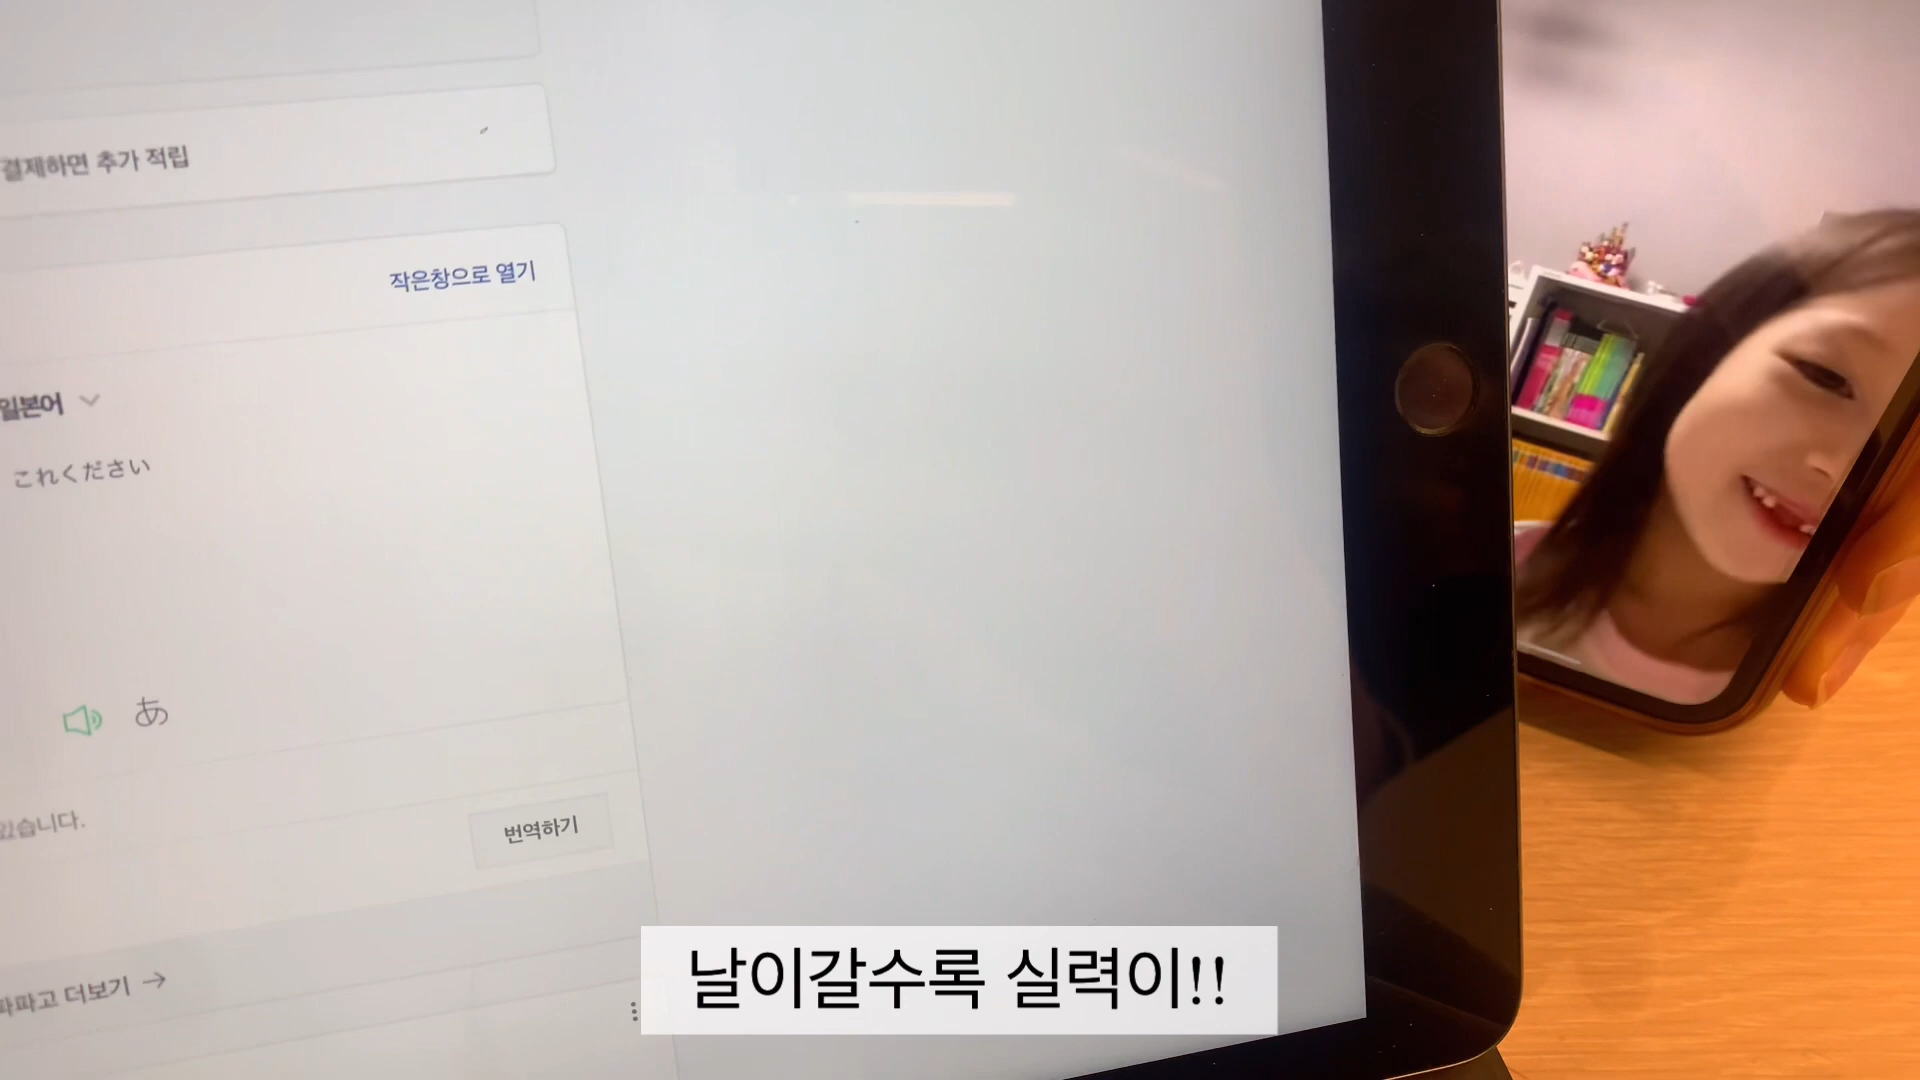 결제하면 추가 적립
작은창으로 열기
일본어
これください
あ
있습니다.
번역하기
파파고 더보기 →
날이갈수록 실력이!!